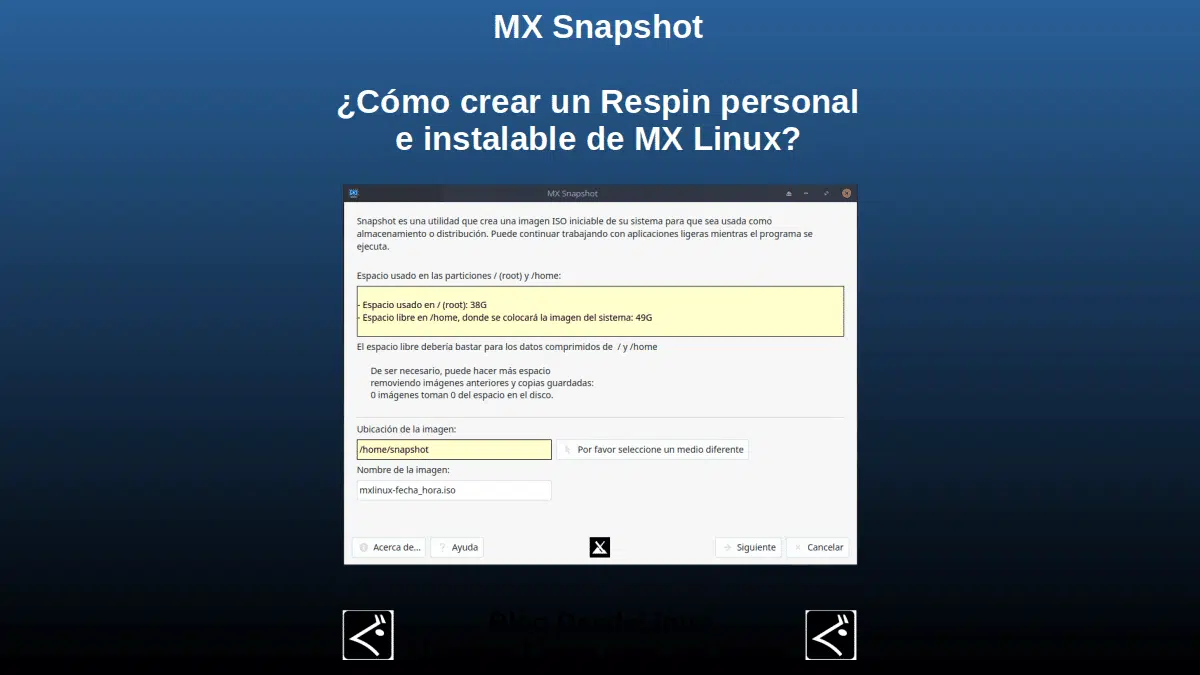 MX Snapshot
¿Cómo crear un Respin personal
e instalable de MX Linux?
MX Snapshot
Snapshot es una utilidad que crea una imagen ISO iniciable de su sistema para que sea usada como
almacenamiento o distribución. Puede continuar trabajando con aplicaciones ligeras mientras el programa se
ejecuta.
Espacio usado en las particiones / (root) y /home:
- Espacio usado en / (root): 38G
- Espacio libre en /home, donde se colocará la imagen del sistema: 49G
El espacio libre debería bastar para los datos comprimidos de / y /home
De ser necesario, puede hacer más espacio
removiendo imágenes anteriores y copias guardadas:
0 imágenes toman 0 del espacio en el disco.
Ubicación de la imagen:
/home/snapshot
Por favor seleccione un medio diferente
Nombre de la imagen:
mxlinux-fecha_hora.iso
Acerca de...
Ayuda
Siguiente
Cancelar